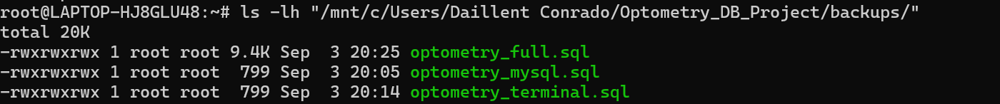 root@LAPTOP-HJ8GLU48:~# ls -lh "/mnt/c/Users/Daillent Conrado/Optometry_DB_Project/backups/"
total 20K
-rwxrwxrwx 1 root root 9.4K Sep  3 20:25 optometry_full.sql
-rwxrwxrwx 1 root root  799 Sep  3 20:05 optometry_mysql.sql
-rwxrwxrwx 1 root root  799 Sep  3 20:14 optometry_terminal.sql